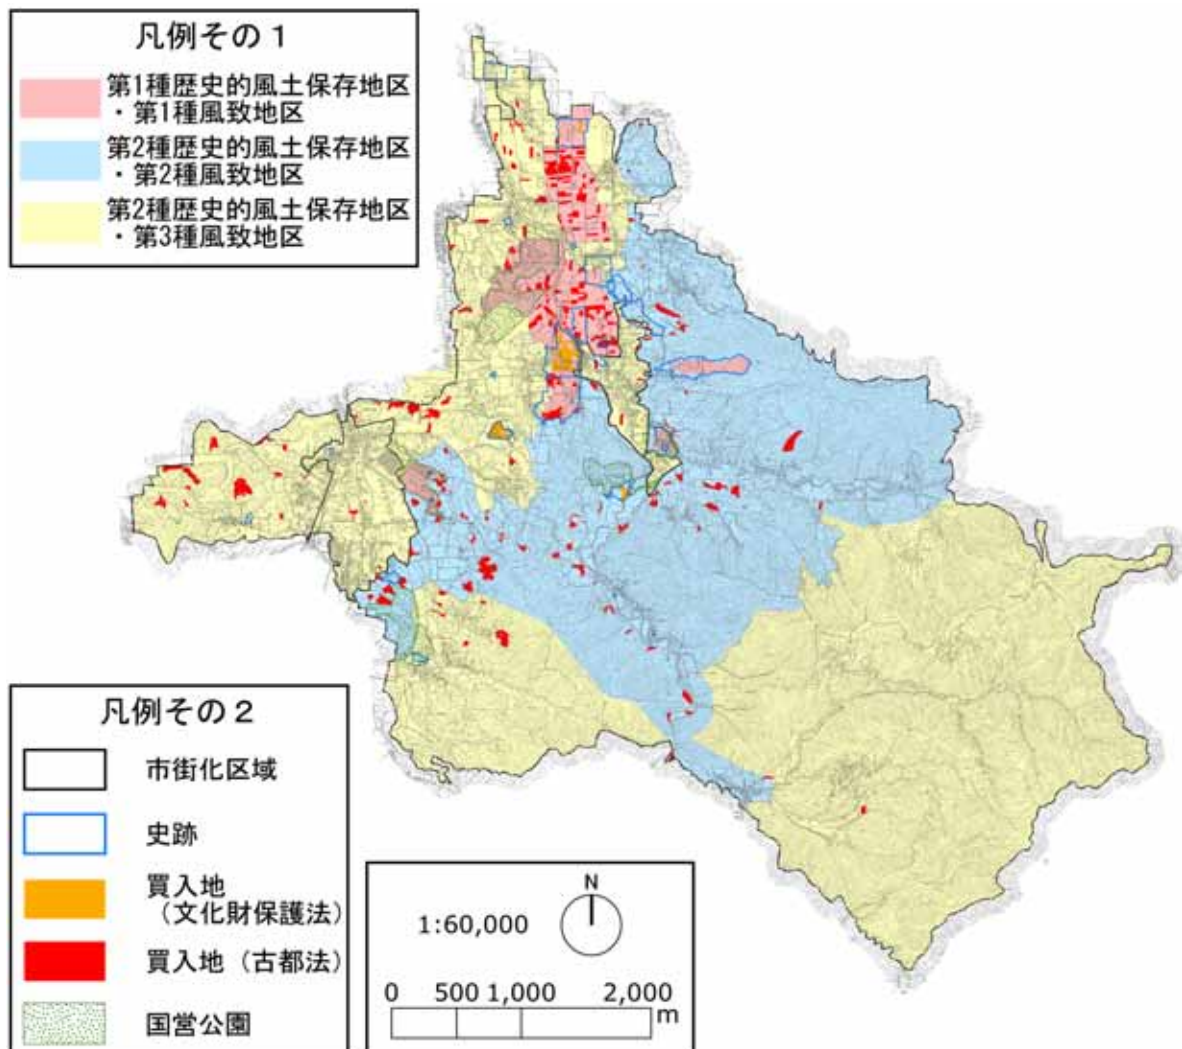 凡例その1
第1種歴史的風土保存地区
・第1種風致地区
第2種歴史的風土保存地区
・第2種風致地区
第2種歴史的風土保存地区
・第3種風致地区
凡例その2
市街化区域
史跡
買入地
（文化財保護法）
買入地（古都法）
国営公園
N
1:60,000
0 500 1,000 2,000
m